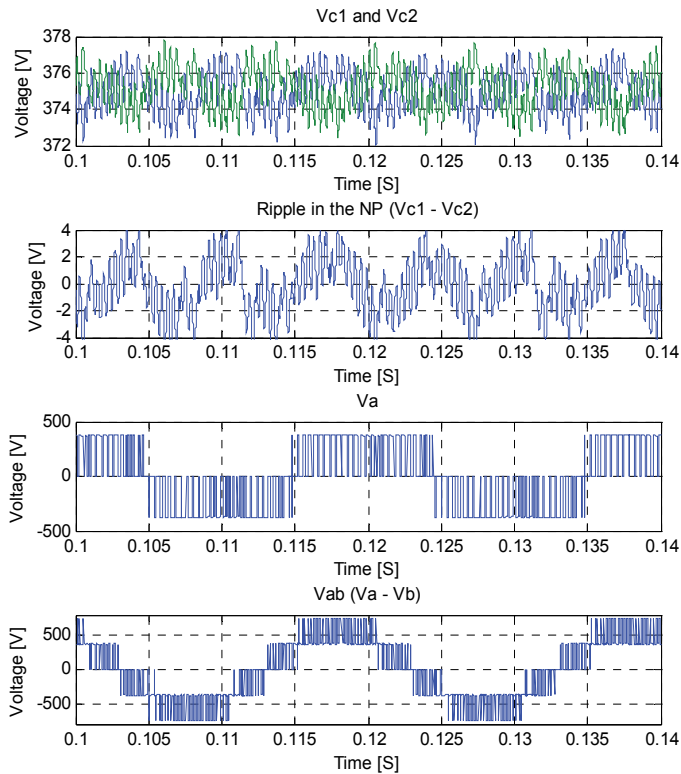 Vc1 and Vc2
Voltage [V]
378
376
374
372
0.1 0.105 0.11 0.115 0.12 0.125 0.13 0.135 0.14
Time [S]
Ripple in the NP (Vc1 - Vc2)
Voltage [V]
4
2
0
-2
-4
0.1 0.105 0.11 0.115 0.12 0.125 0.13 0.135 0.14
Time [S]
Va
Voltage [V]
500
0
-500
0.1 0.105 0.11 0.115 0.12 0.125 0.13 0.135 0.14
Time [S]
Vab (Va - Vb)
Voltage [V]
500
0
-500
0.1 0.105 0.11 0.115 0.12 0.125 0.13 0.135 0.14
Time [S]